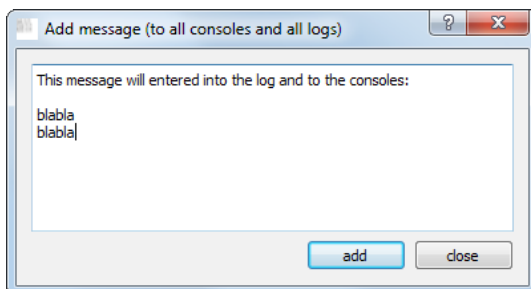 Add message (to all consoles and all logs)
This message will entered into the log and to the consoles:
blabla
blabla
add
close